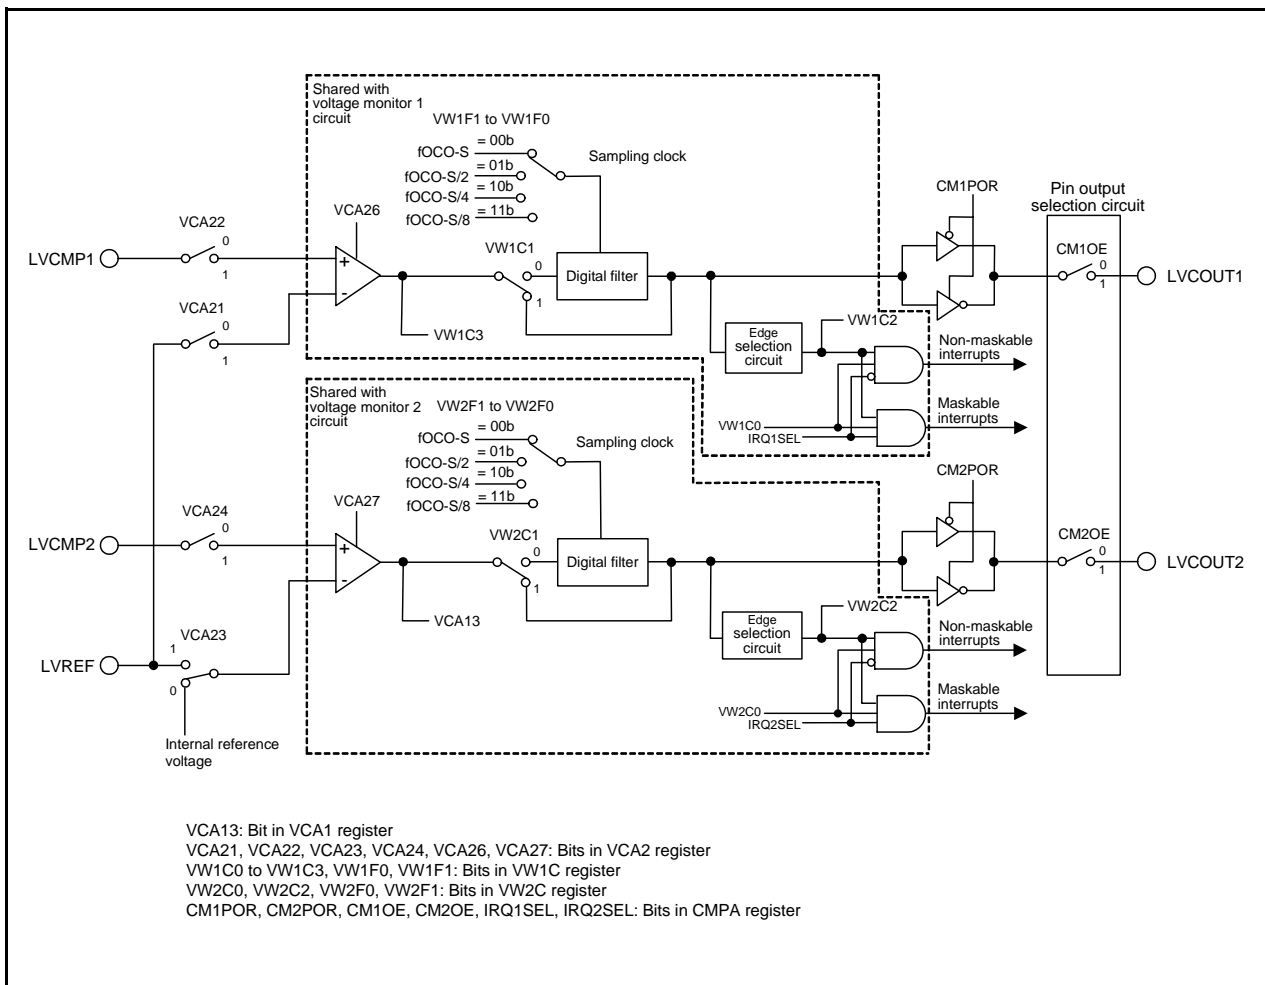 Shared with
voltage monitor 1
circuit
VW1F1 to VW1F0
= 00b
fOCO-S
= 01b
fOCO-S/2
= 10b
fOCO-S/4
= 11b
fOCO-S/8
Sampling clock
VCA22
0
1
LVCMP1
VCA21
0
1
VCA26
+
-
VW1C1
0
1
Digital filter
VW1C3
CM1POR
Pin output
selection circuit
CM1OE
0
1
LVCOUT1
Edge
selection
circuit
VW1C2
Non-maskable
interrupts
Maskable
interrupts
VW1C0
IRQ1SEL
Shared with
voltage monitor 2
circuit
VW2F1 to VW2F0
= 00b
fOCO-S
= 01b
fOCO-S/2
= 10b
fOCO-S/4
= 11b
fOCO-S/8
Sampling clock
VCA24
0
1
LVCMP2
VCA27
+
-
VW2C1
0
1
Digital filter
VCA13
CM2POR
CM2OE
0
1
LVCOUT2
VCA23
1
0
LVREF
Internal reference
voltage
Edge
selection
circuit
VW2C2
Non-maskable
interrupts
Maskable
interrupts
VW2C0
IRQ2SEL
VCA13: Bit in VCA1 register
VCA21, VCA22, VCA23, VCA24, VCA26, VCA27: Bits in VCA2 register
VW1C0 to VW1C3, VW1F0, VW1F1: Bits in VW1C register
VW2C0, VW2C2, VW2F0, VW2F1: Bits in VW2C register
CM1POR, CM2POR, CM1OE, CM2OE, IRQ1SEL, IRQ2SEL: Bits in CMPA register